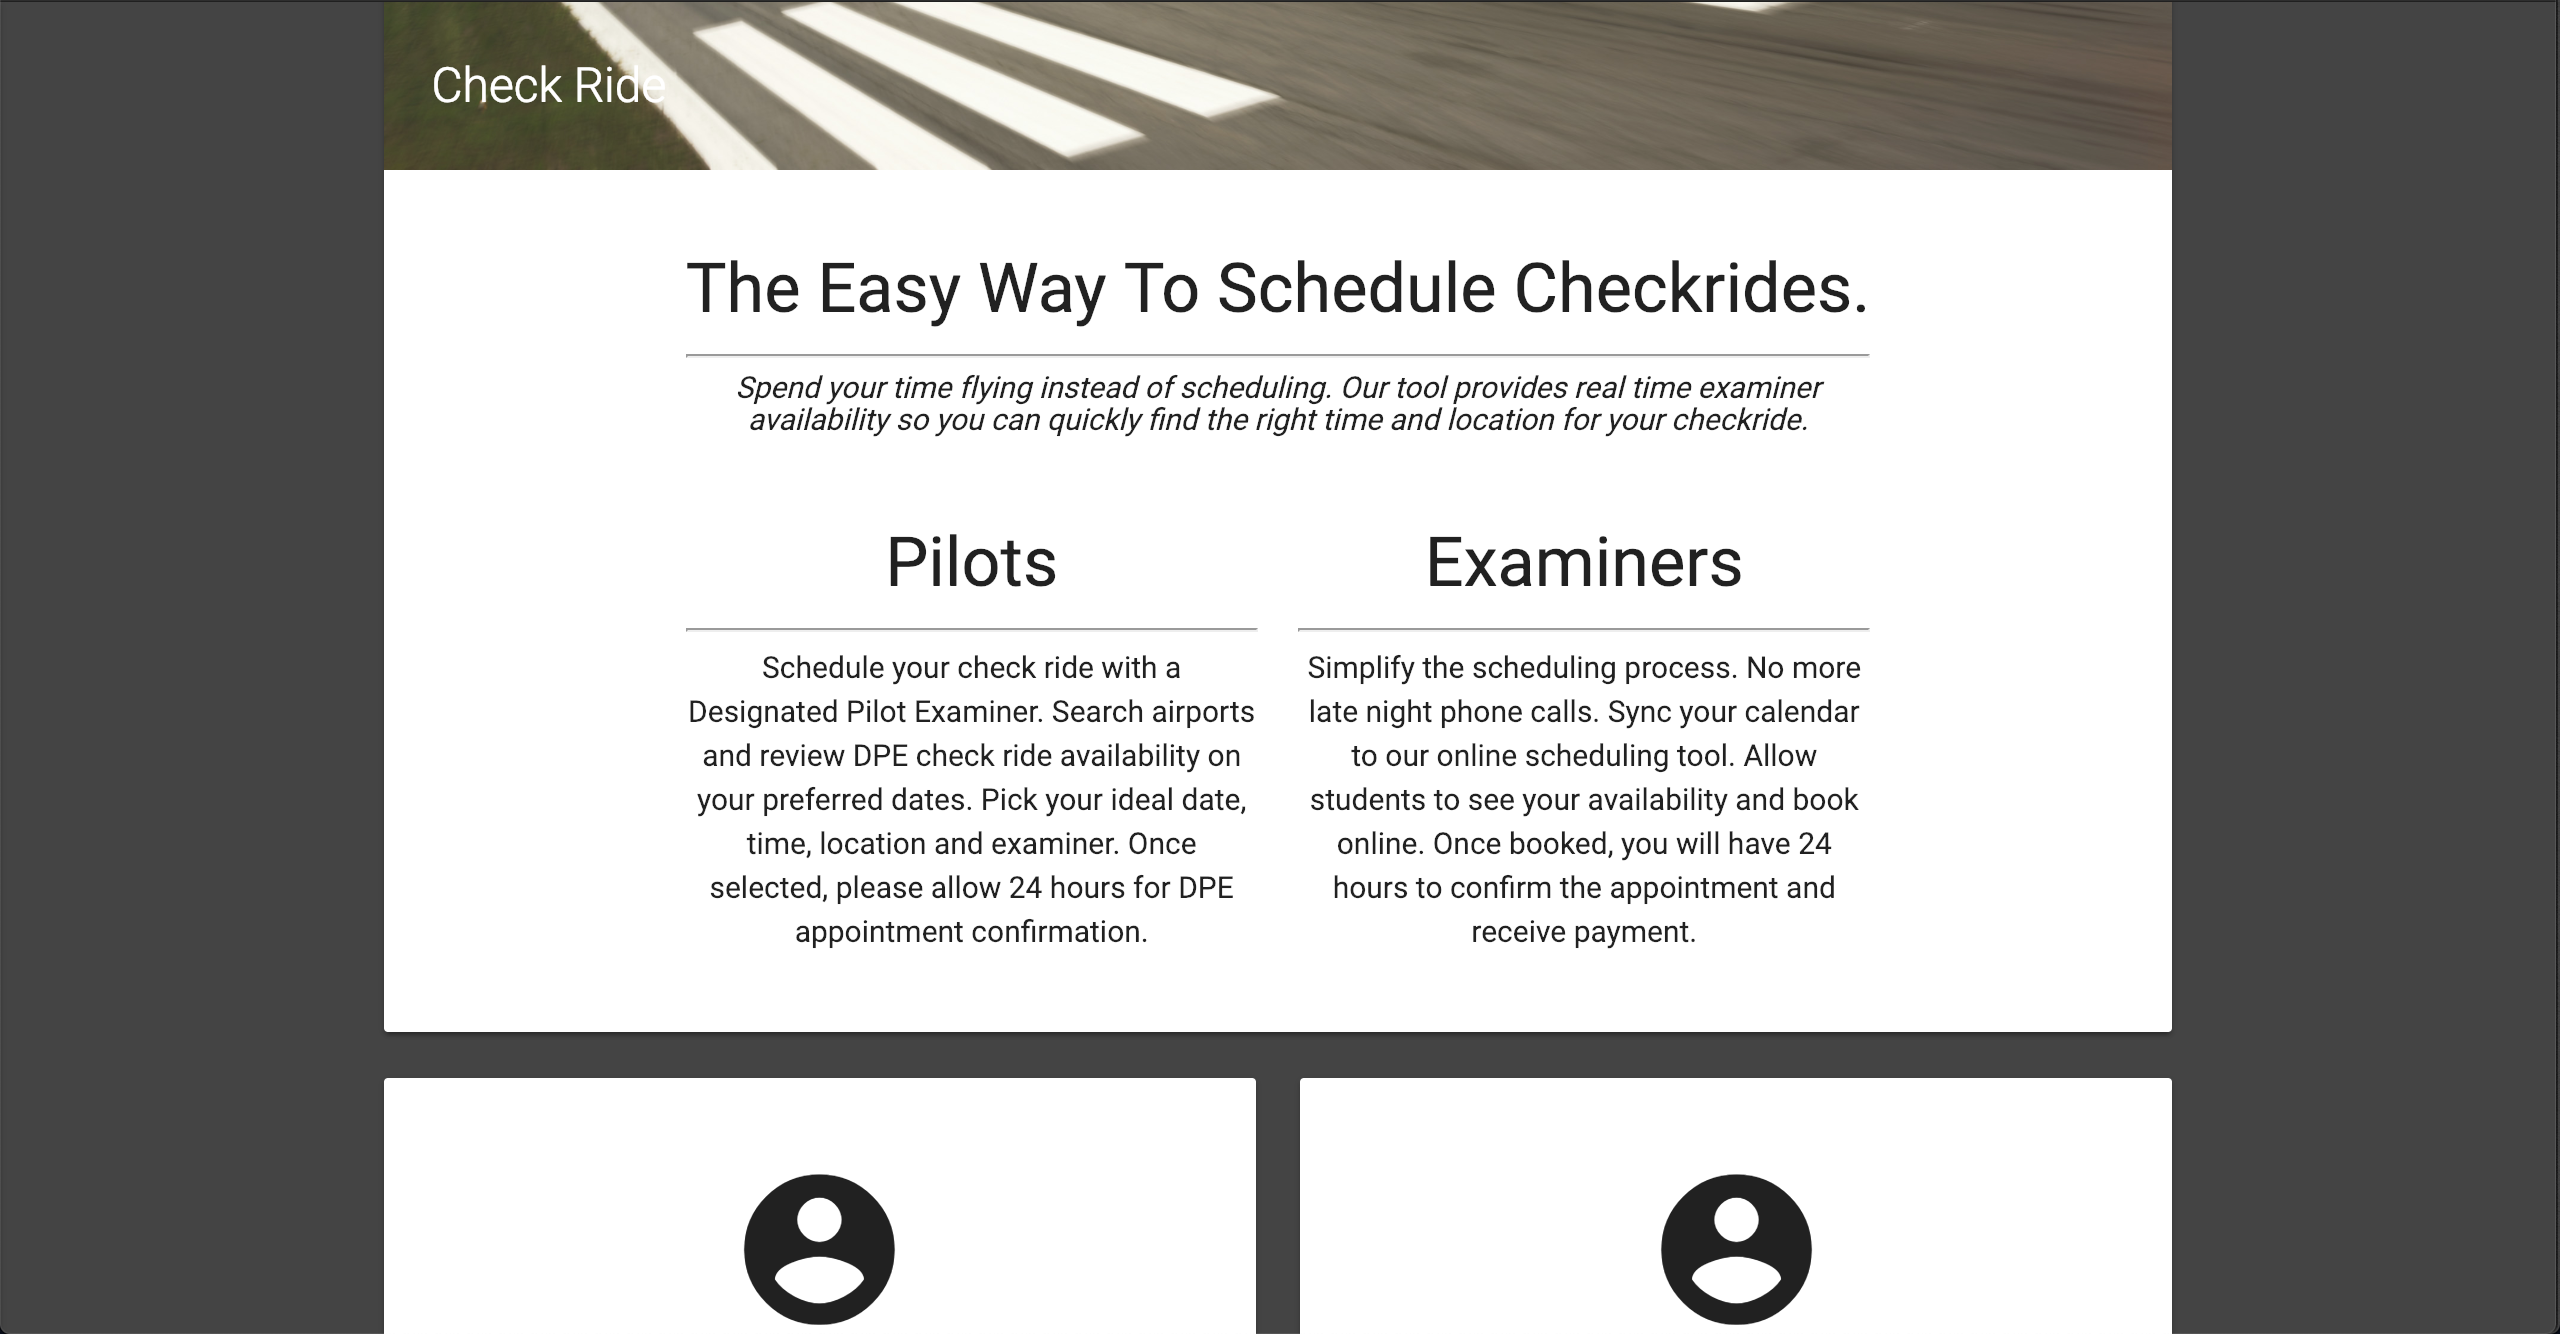 Check Ride
The Easy Way To Schedule Checkrides.
Spend your time flying instead of scheduling. Our tool provides real time examiner
availability so you can quickly find the right time and location for your checkride.
Pilots
Schedule your check ride with a
Designated Pilot Examiner. Search airports
and review DPE check ride availability on
your preferred dates. Pick your ideal date,
time, location and examiner. Once
selected, please allow 24 hours for DPE
appointment confirmation.
Examiners
Simplify the scheduling process. No more
late night phone calls. Sync your calendar
to our online scheduling tool. Allow
students to see your availability and book
online. Once booked, you will have 24
hours to confirm the appointment and
receive payment.